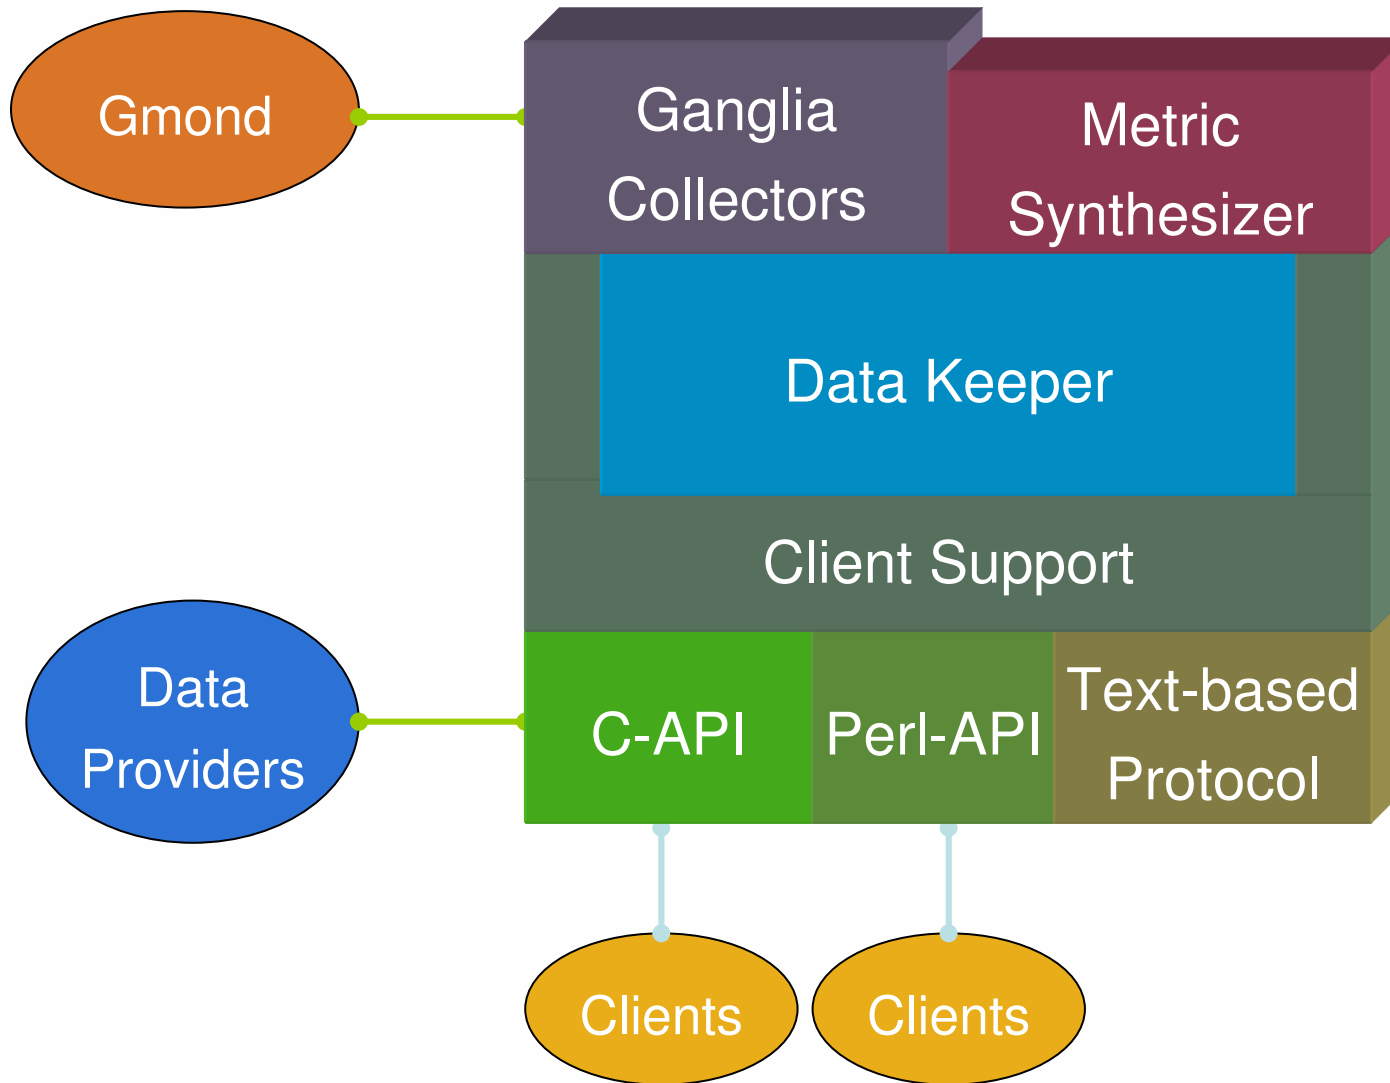 Gmond
Ganglia
Collectors
Metric
Synthesizer
Data Keeper
Client Support
Data
Providers
C-API
Perl-API
Text-based
Protocol
Clients
Clients